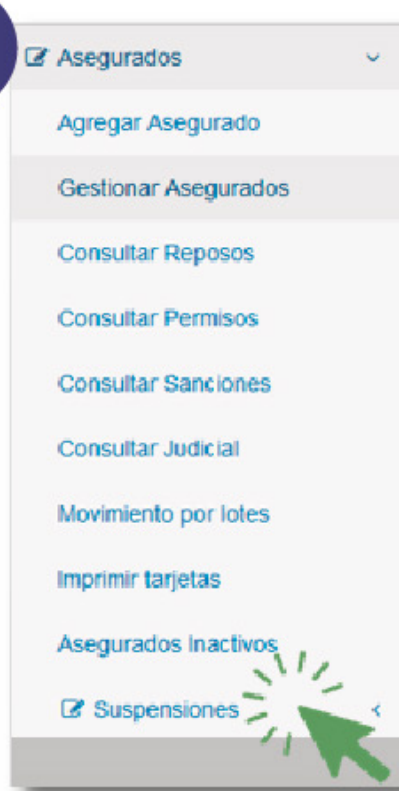 Asegurados
Agregar Asegurado
Gestionar Asegurados
Consultar Reposos
Consultar Permisos
Consultar Sanciones
Consultar Judicial
Movimiento por lotes
Imprimir tarjetas
Asegurados Inactivos
Suspensiones